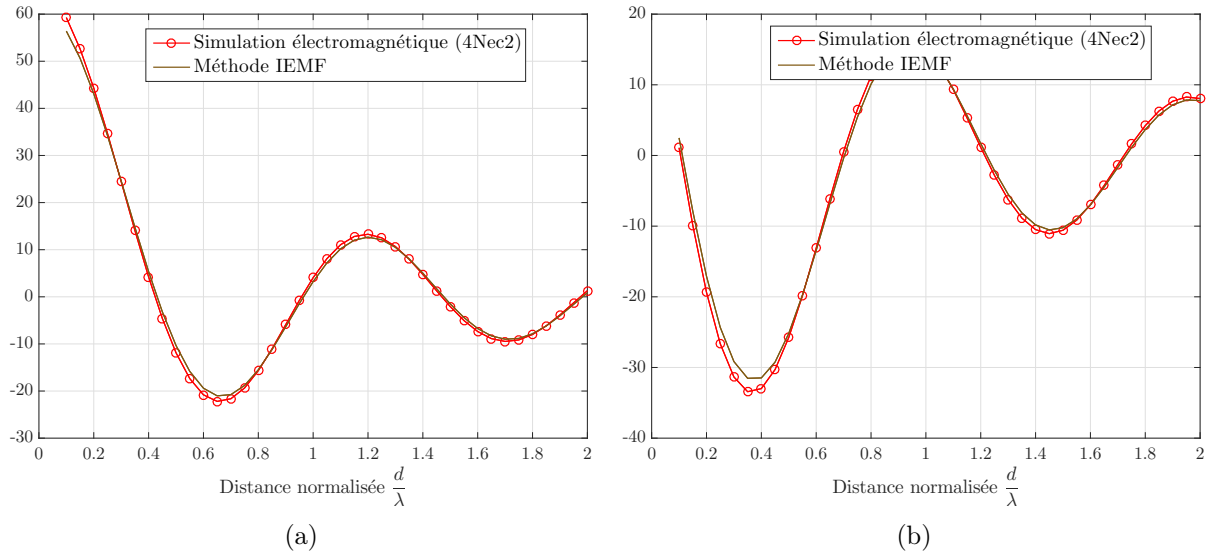 60
50
40
30
20
10
0
-10
-20
-30
0 0.2 0.4 0.6 0.8 1 1.2 1.4 1.6 1.8 2
Simulation électromagnétique (4Nec2)
Méthode IEMF
Distance normalisée d/λ
(a)
20
10
0
-10
-20
-30
-40
0 0.2 0.4 0.6 0.8 1 1.2 1.4 1.6 1.8 2
Simulation électromagnétique (4Nec2)
Méthode IEMF
Distance normalisée d/λ
(b)